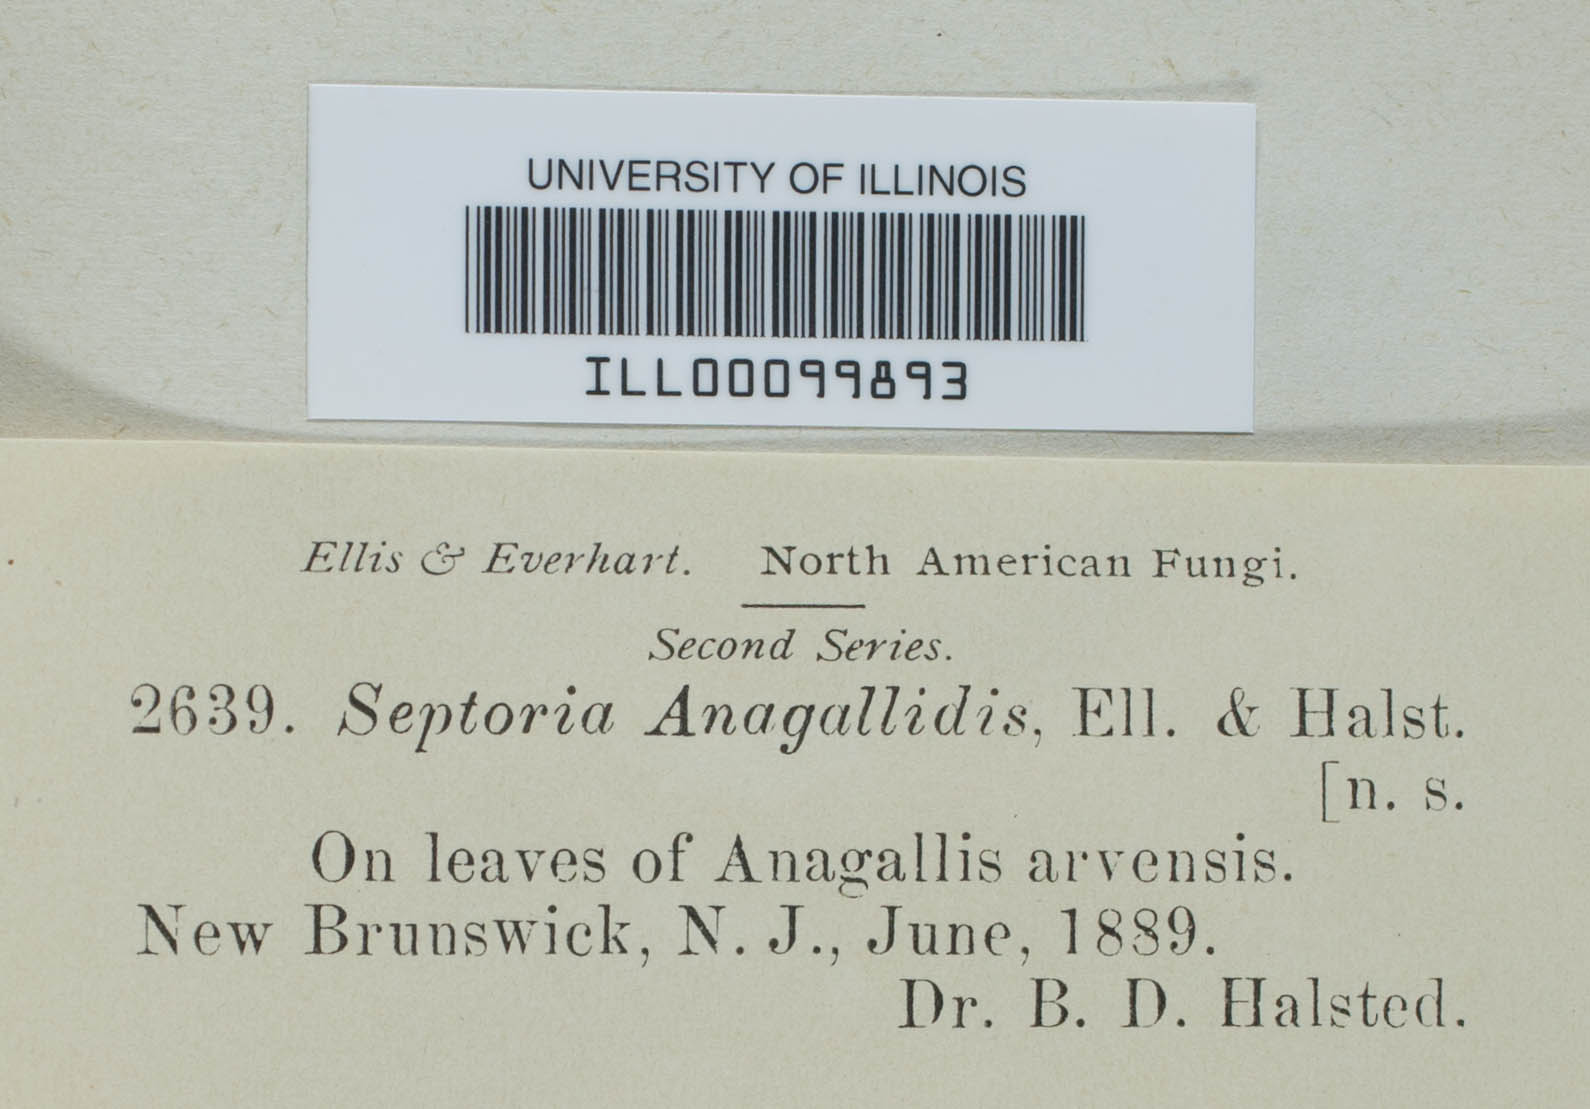 UNIVERSITY OF ILLINOIS
ILL00099893
Ellis & Everhart. North American Fungi.
Second Series.
2639. Septoria Anagallidis, Ell. & Halst.
[n. s.
On leaves of Anagallis arvensis.
New Brunswick, N. J., June, 1889.
Dr. B. D. Halsted.